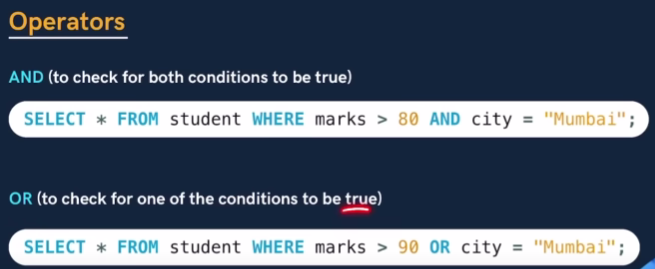 Operators
AND (to check for both conditions to be true)
SELECT * FROM student WHERE marks > 80 AND city = "Mumbai";
OR (to check for one of the conditions to be true)
SELECT * FROM student WHERE marks > 90 OR city = "Mumbai";